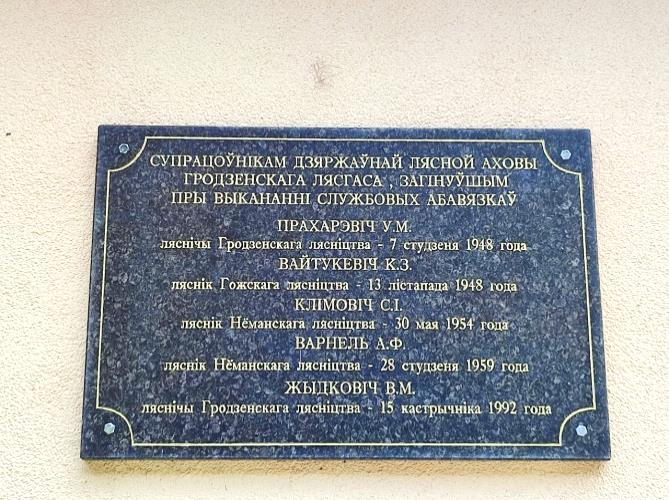 СУПРАЦОЎНІКАМ ДЗЯРЖАЎНАЙ ЛЯСНОЙ АХОВЫ
ГРОДЗЕНСКАГА ЛЯСГАСА , ЗАГІНУЎШЫМ
ПРЫ ВЫКАНАННІ СЛУЖБОВЫХ АБАВЯЗКАЎ
ПРАХАРЭВІЧ У.М.
ляснічы Гродзенскага лясніцтва - 7 студзеня 1948 года
ВАЙТУКЕВІЧ К.З.
ляснік Гожскага лясніцтва - 13 лістапада 1948 года
КЛІМОВІЧ С.І.
ляснік Нёманскага лясніцтва - 30 мая 1954 года
ВАРНЕЛЬ А.Ф.
ляснік Нёманскага лясніцтва - 28 студзеня 1959 года
ЖЫДКОВІЧ В.М.
ляснічы Гродзенскага лясніцтва - 15 кастрычніка 1992 года